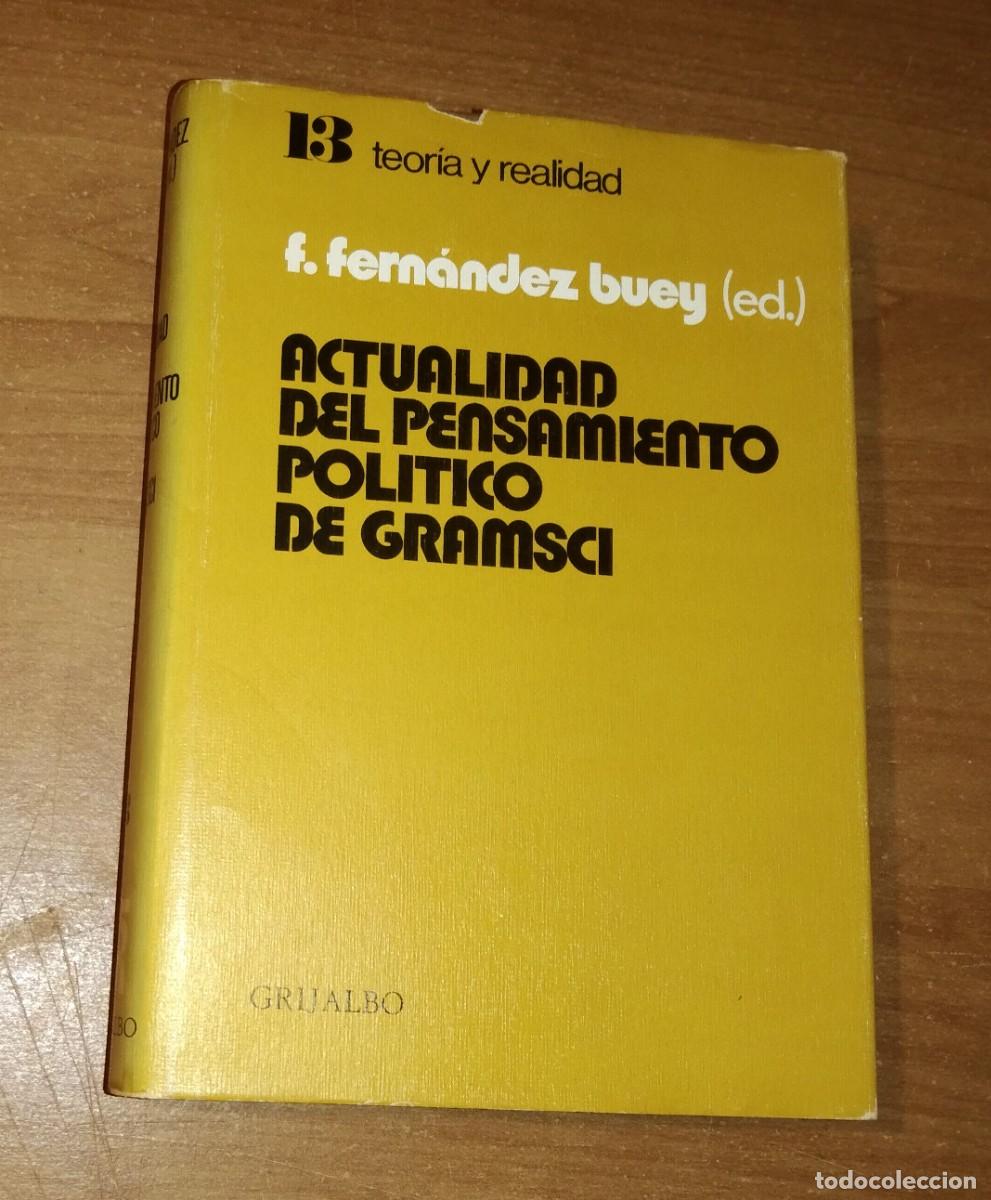 13 teoría y realidad
f. fernández buey (ed.)
ACTUALIDAD
DEL PENSAMIENTO
POLITICO
DE GRAMSCI
GRIJALBO
todocoleccion